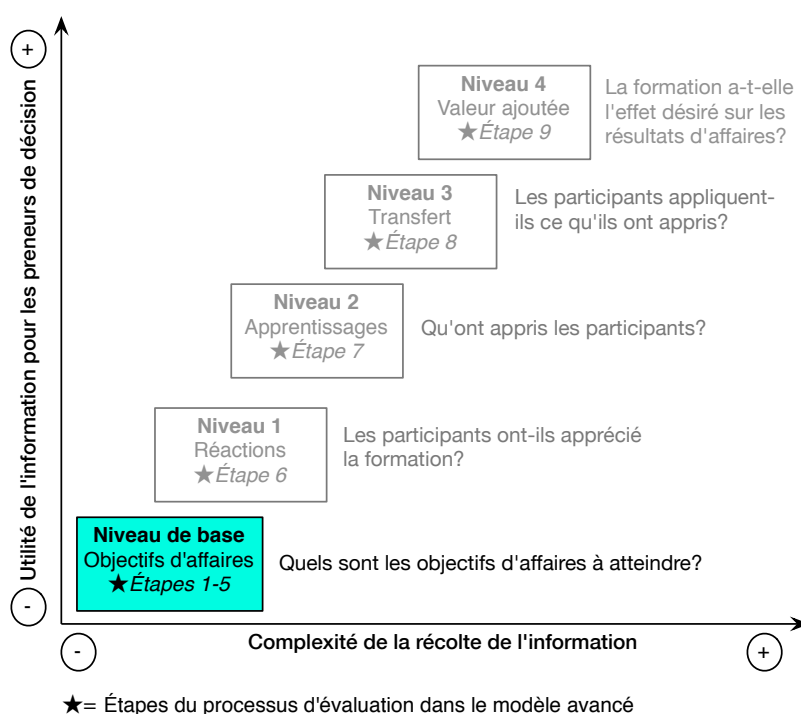 +
Utilité de l'information pour les preneurs de décision
-
Niveau 4
Valeur ajoutée
★Étape 9
La formation a-t-elle
l'effet désiré sur les
résultats d'affaires?
Niveau 3
Transfert
★Étape 8
Les participants appliquent-
ils ce qu'ils ont appris?
Niveau 2
Apprentissages
★Étape 7
Qu'ont appris les participants?
Niveau 1
Réactions
★Étape 6
Les participants ont-ils apprécié
la formation?
Niveau de base
Objectifs d'affaires
★Étapes 1-5
Quels sont les objectifs d'affaires à atteindre?
-
Complexité de la récolte de l'information
+
★= Étapes du processus d'évaluation dans le modèle avancé